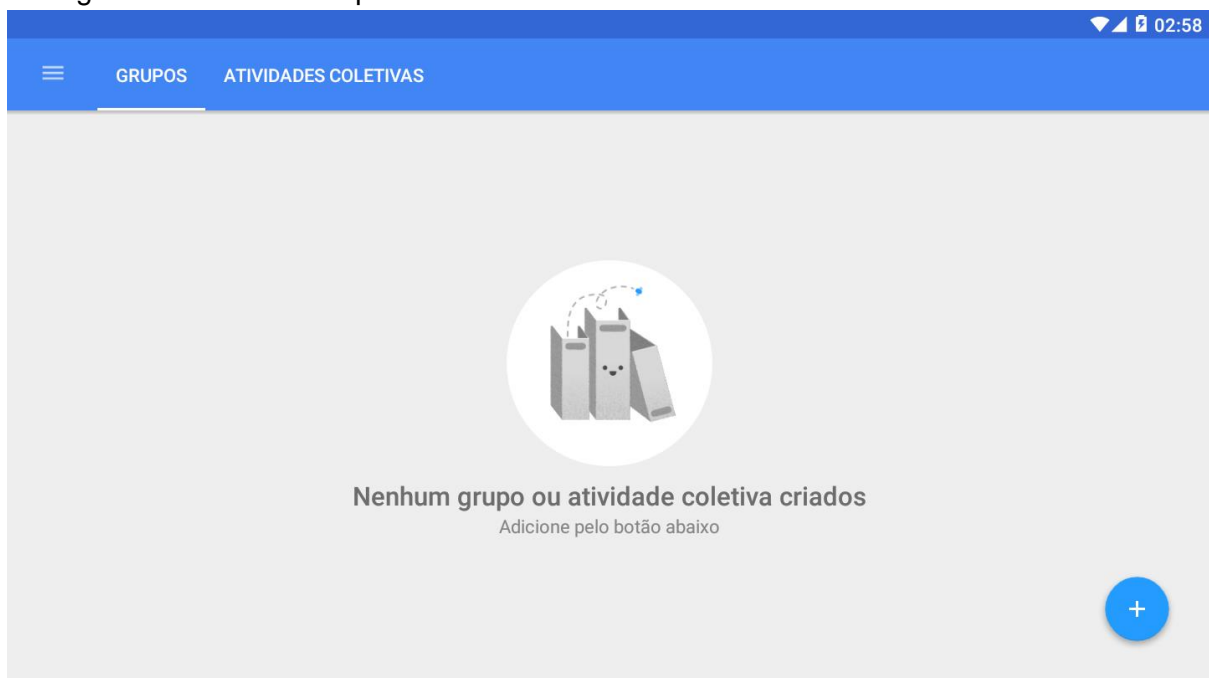 02:58
GRUPOS ATIVIDADES COLETIVAS
Nenhum grupo ou atividade coletiva criados
Adicione pelo botão abaixo
+